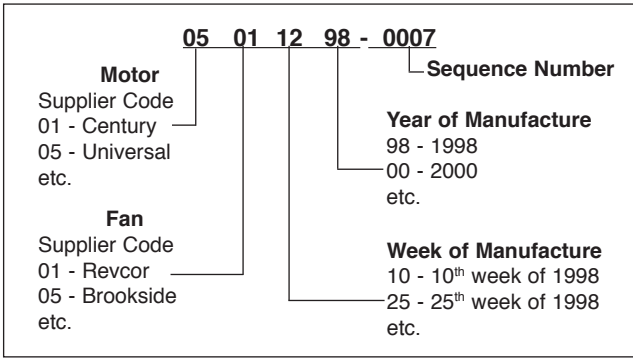 05 01 12 98 - 0007
Sequence Number
Motor
Supplier Code
01 - Century
05 - Universal
etc.
Year of Manufacture
98 - 1998
00 - 2000
etc.
Fan
Supplier Code
01 - Revcor
05 - Brookside
etc.
Week of Manufacture
10 - 10th week of 1998
25 - 25th week of 1998
etc.